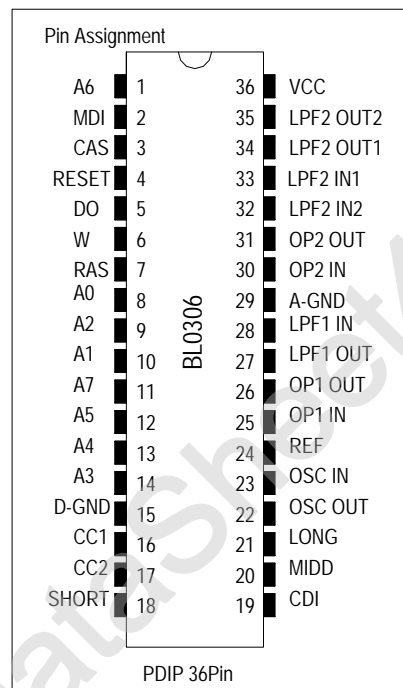 Pin Assignment
A6 1 36 VCC
MDI 2 35 LPF2 OUT2
CAS 3 34 LPF2 OUT1
RESET 4 33 LPF2 IN1
DO 5 32 LPF2 IN2
W 6 31 OP2 OUT
RAS 7 30 OP2 IN
A0 8 29 A-GND
A2 9 28 LPF1 IN
A1 10 27 LPF1 OUT
A7 11 26 OP1 OUT
A5 12 25 OP1 IN
A4 13 24 REF
A3 14 23 OSC IN
D-GND 15 22 OSC OUT
CC1 16 21 LONG
CC2 17 20 MIDD
SHORT 18 19 CDI
BL0306
PDIP 36Pin